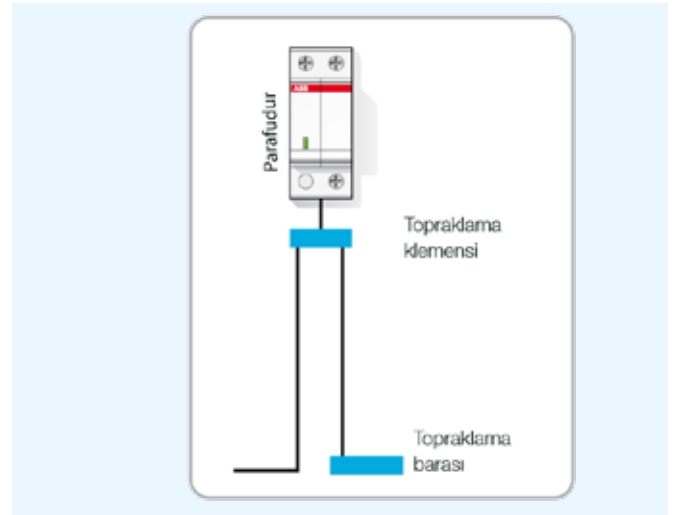 ABB
Parafudur
Topraklama
klemensi
Topraklama
barası